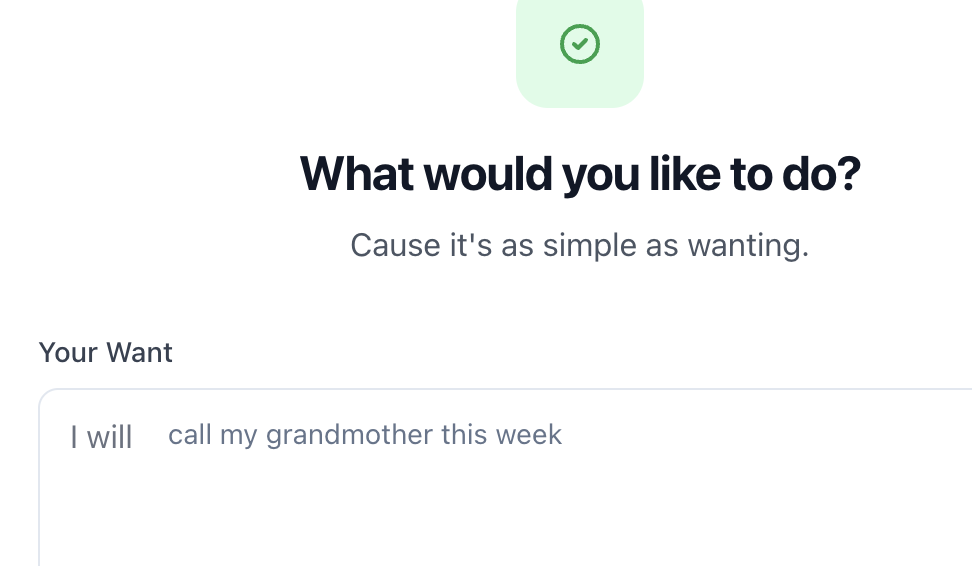 What would you like to do?
Cause it's as simple as wanting.
Your Want
I will call my grandmother this week